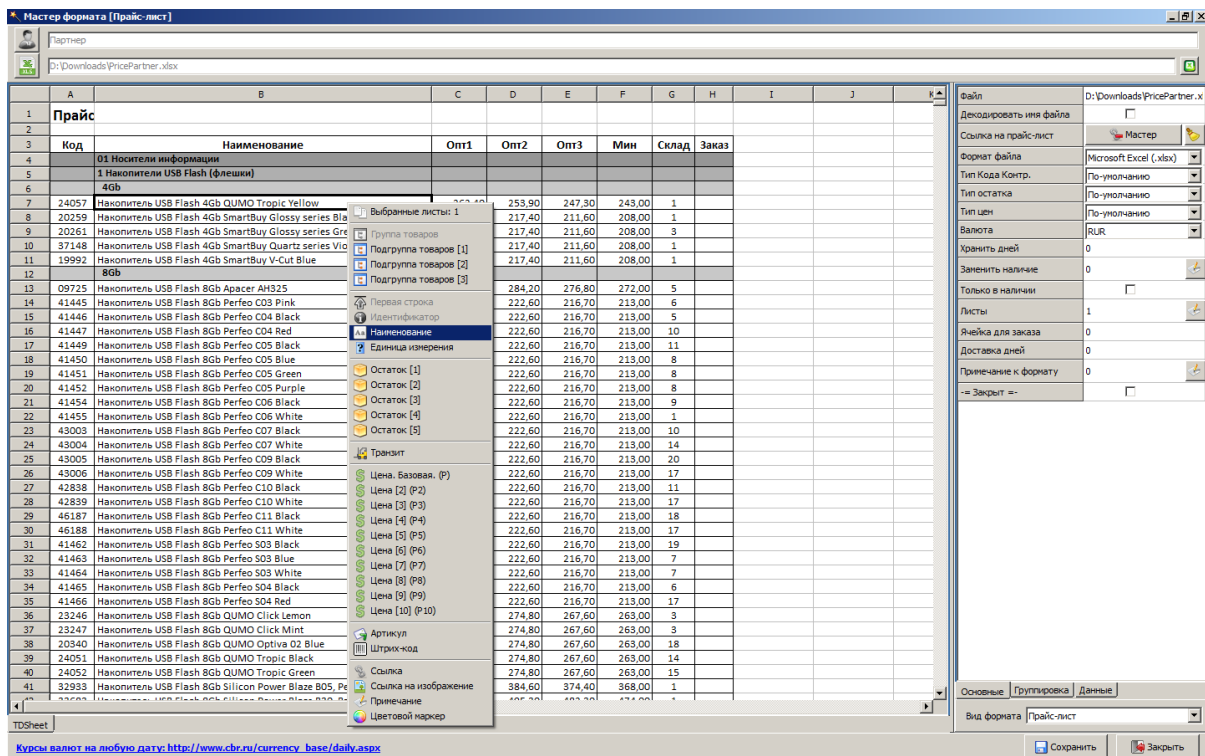 Мастер формата [Прайс-лист]
Партнер
D:\Downloads\PricePartner.xlsx
A B C D E F G H I J K
1 Прайс
2
3 Код Наименование Опт1 Опт2 Опт3 Мин Склад Заказ
4 01 Носители информации
5 1 Накопители USB Flash (флешки)
6 4Gb
7 24057 Накопитель USB Flash 4Gb QUMO Tropic Yellow 263,40 253,90 247,30 243,00 1
8 20259 Накопитель USB Flash 4Gb SmartBuy Glossy series Bla 217,40 211,60 208,00 1
9 20261 Накопитель USB Flash 4Gb SmartBuy Glossy series Gre 217,40 211,60 208,00 3
10 37148 Накопитель USB Flash 4Gb SmartBuy Quartz series Vio 217,40 211,60 208,00 1
11 19992 Накопитель USB Flash 4Gb SmartBuy V-Cut Blue 217,40 211,60 208,00 1
12 8Gb
13 09725 Накопитель USB Flash 8Gb Apacer AH325 284,20 276,80 272,00 5
14 41445 Накопитель USB Flash 8Gb Perfeo C03 Pink 222,60 216,70 213,00 6
15 41446 Накопитель USB Flash 8Gb Perfeo C04 Black 222,60 216,70 213,00 5
16 41447 Накопитель USB Flash 8Gb Perfeo C04 Red 222,60 216,70 213,00 10
17 41449 Накопитель USB Flash 8Gb Perfeo C05 Black 222,60 216,70 213,00 11
18 41450 Накопитель USB Flash 8Gb Perfeo C05 Blue 222,60 216,70 213,00 8
19 41451 Накопитель USB Flash 8Gb Perfeo C05 Green 222,60 216,70 213,00 8
20 41452 Накопитель USB Flash 8Gb Perfeo C05 Purple 222,60 216,70 213,00 8
21 41454 Накопитель USB Flash 8Gb Perfeo C06 Black 222,60 216,70 213,00 9
22 41455 Накопитель USB Flash 8Gb Perfeo C06 White 222,60 216,70 213,00 1
23 43003 Накопитель USB Flash 8Gb Perfeo C07 Black 222,60 216,70 213,00 10
24 43004 Накопитель USB Flash 8Gb Perfeo C07 White 222,60 216,70 213,00 14
25 43005 Накопитель USB Flash 8Gb Perfeo C09 Black 222,60 216,70 213,00 20
26 43006 Накопитель USB Flash 8Gb Perfeo C09 White 222,60 216,70 213,00 17
27 42838 Накопитель USB Flash 8Gb Perfeo C10 Black 222,60 216,70 213,00 11
28 42839 Накопитель USB Flash 8Gb Perfeo C10 White 222,60 216,70 213,00 17
29 46187 Накопитель USB Flash 8Gb Perfeo C11 Black 222,60 216,70 213,00 18
30 46188 Накопитель USB Flash 8Gb Perfeo C11 White 222,60 216,70 213,00 17
31 41462 Накопитель USB Flash 8Gb Perfeo S03 Black 222,60 216,70 213,00 19
32 41463 Накопитель USB Flash 8Gb Perfeo S03 Blue 222,60 216,70 213,00 7
33 41464 Накопитель USB Flash 8Gb Perfeo S03 White 222,60 216,70 213,00 7
34 41465 Накопитель USB Flash 8Gb Perfeo S04 Black 222,60 216,70 213,00 6
35 41466 Накопитель USB Flash 8Gb Perfeo S04 Red 222,60 216,70 213,00 17
36 23246 Накопитель USB Flash 8Gb QUMO Click Lemon 274,80 267,60 263,00 3
37 23247 Накопитель USB Flash 8Gb QUMO Click Mint 274,80 267,60 263,00 3
38 20340 Накопитель USB Flash 8Gb QUMO Optiva 02 Blue 274,80 267,60 263,00 18
39 24051 Накопитель USB Flash 8Gb QUMO Tropic Black 274,80 267,60 263,00 14
40 24052 Накопитель USB Flash 8Gb QUMO Tropic Green 274,80 267,60 263,00 15
41 32933 Накопитель USB Flash 8Gb Silicon Power Blaze B05, Pe 384,60 374,40 368,00 1
TDSheet
Выбранные листы: 1
Группа товаров
Подгруппа товаров [1]
Подгруппа товаров [2]
Подгруппа товаров [3]
Первая строка
Идентификатор
Наименование
Единица измерения
Остаток [1]
Остаток [2]
Остаток [3]
Остаток [4]
Остаток [5]
Транзит
Цена. Базовая. (P)
Цена [2] (P2)
Цена [3] (P3)
Цена [4] (P4)
Цена [5] (P5)
Цена [6] (P6)
Цена [7] (P7)
Цена [8] (P8)
Цена [9] (P9)
Цена [10] (P10)
Артикул
Штрих-код
Ссылка
Ссылка на изображение
Примечание
Цветовой маркер
Файл D:\Downloads\PricePartner.x
Декодировать имя файла
Ссылка на прайс-лист Мастер
Формат файла Microsoft Excel (.xlsx)
Тип Кода Контр. По-умолчанию
Тип остатка По-умолчанию
Тип цен По-умолчанию
Валюта RUR
Хранить дней 0
Заменить наличие 0
Только в наличии
Листы 1
Ячейка для заказа 0
Доставка дней 0
Примечание к формату 0
-= Закрыт =-
Основные Группировка Данные
Вид формата Прайс-лист
Курсы валют на любую дату: http://www.cbr.ru/currency_base/daily.aspx
Сохранить Закрыть